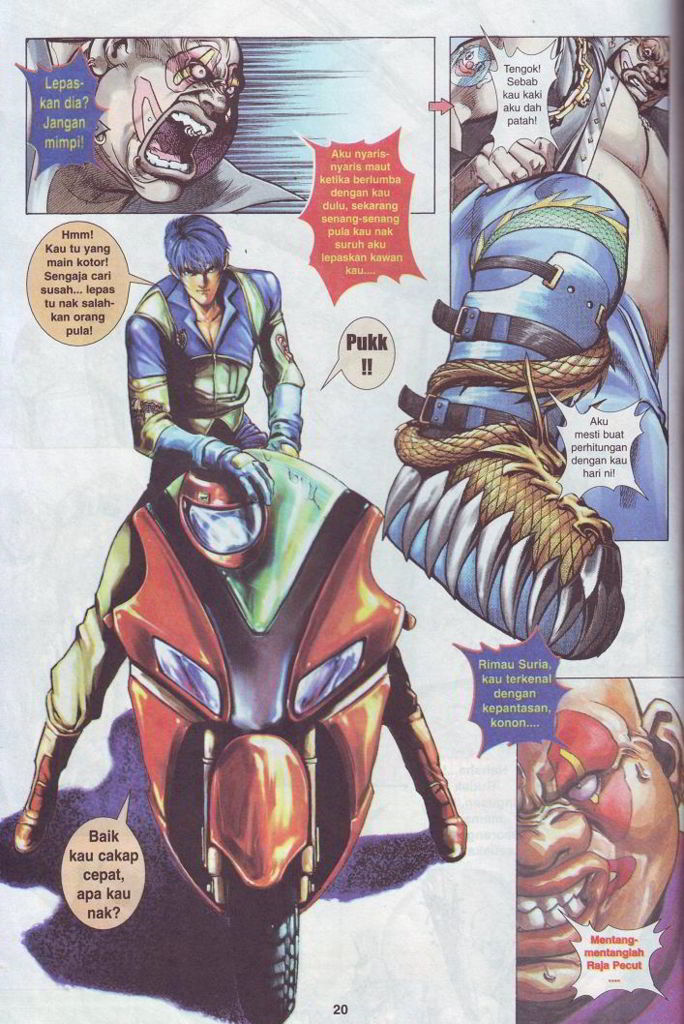 Lepas-
kan dia?
Jangan
mimpi!
Aku nyaris-
nyaris maut
ketika berlumba
dengan kau
dulu, sekarang
senang-senang
pula kau nak
suruh aku
lepaskan kawan
kau....
Tengok!
Sebab
kau kaki
aku dah
patah!
Hmm!
Kau tu yang
main kotor!
Sengaja cari
susah... lepas
tu nak salah-
kan orang
pula!
Pukk
!!
Aku
mesti buat
perhitungan
dengan kau
hari ni!
Rimau Suria,
kau terkenal
dengan
kepantasan,
konon....
Baik
kau cakap
cepat,
apa kau
nak?
Mentang-
mentanglah
Raja Pecut
....
20